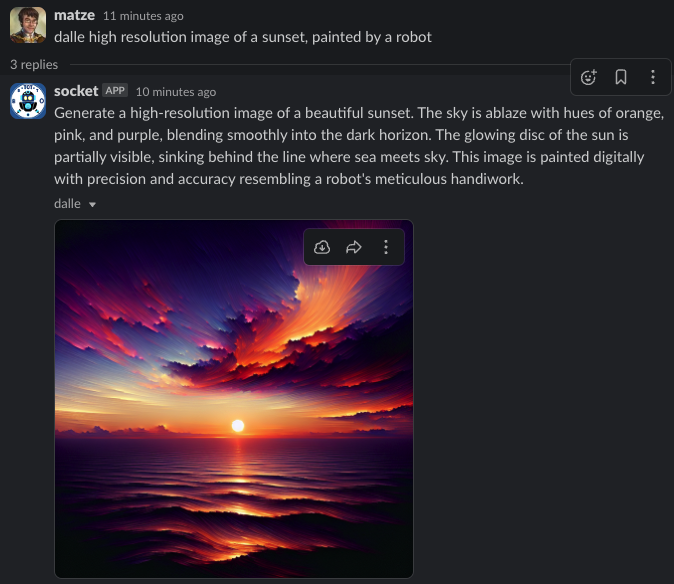 matze 11 minutes ago
dalle high resolution image of a sunset, painted by a robot
3 replies
socket APP 10 minutes ago
Generate a high-resolution image of a beautiful sunset. The sky is ablaze with hues of orange,
pink, and purple, blending smoothly into the dark horizon. The glowing disc of the sun is
partially visible, sinking behind the line where sea meets sky. This image is painted digitally
with precision and accuracy resembling a robot's meticulous handiwork.
dalle